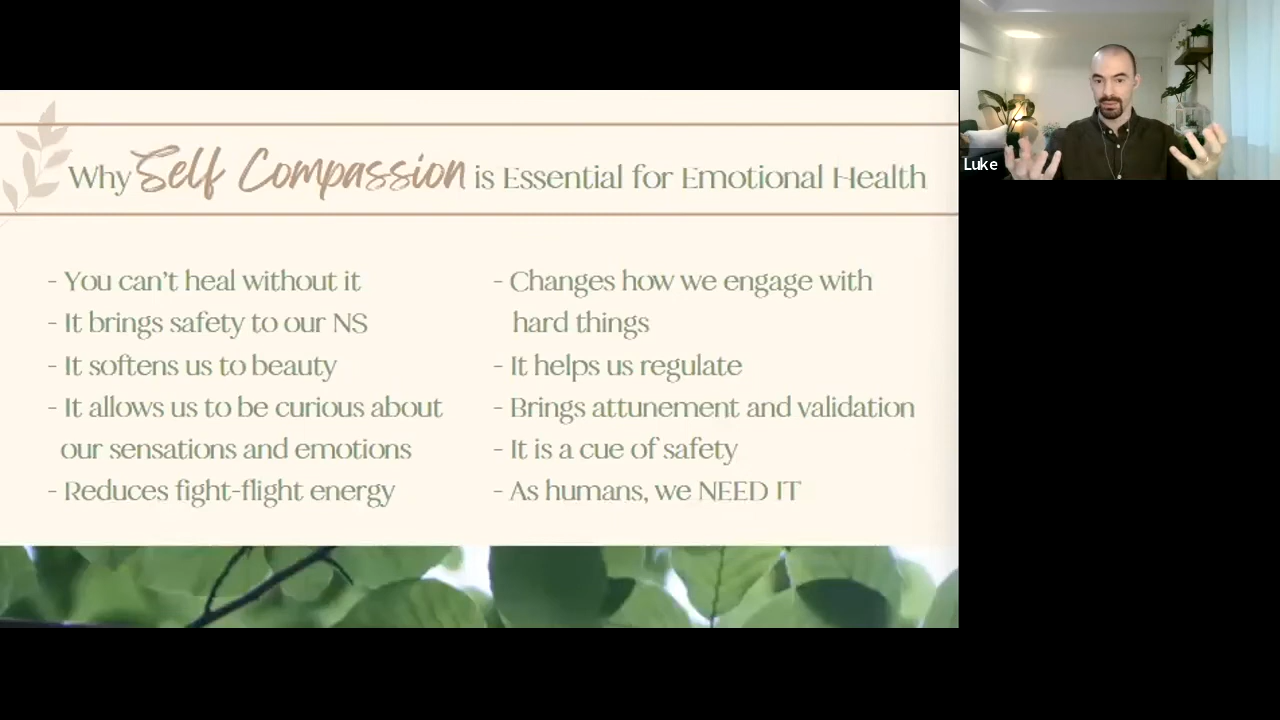 Why Self Compassion is Essential for Emotional Health
- You can't heal without it
- It brings safety to our NS
- It softens us to beauty
- It allows us to be curious about
our sensations and emotions
- Reduces fight-flight energy
- Changes how we engage with
hard things
- It helps us regulate
- Brings attunement and validation
- It is a cue of safety
- As humans, we NEED IT
Luke